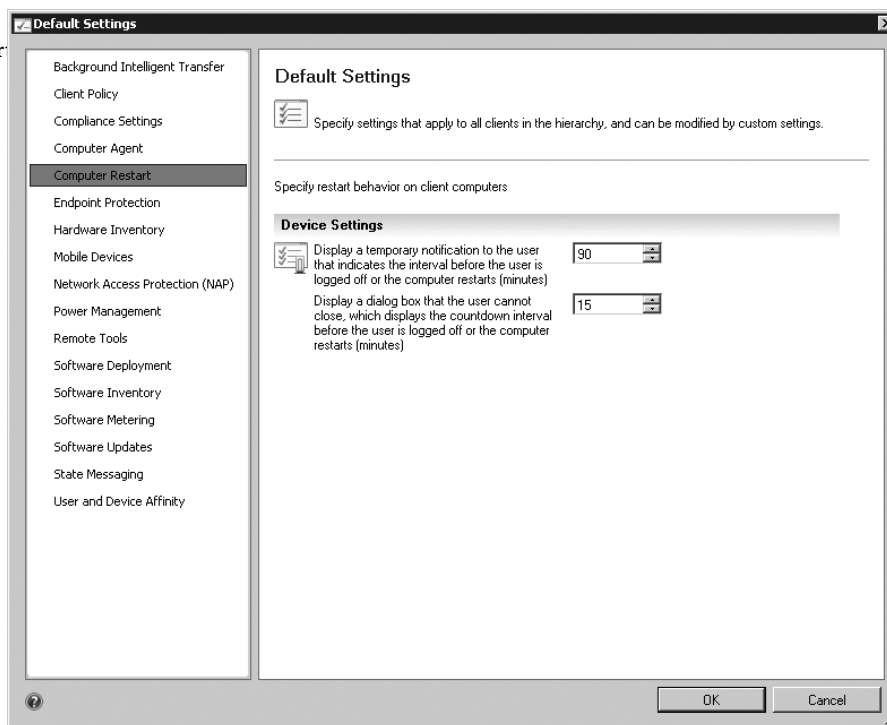 Default Settings
Background Intelligent Transfer
Client Policy
Compliance Settings
Computer Agent
Computer Restart
Endpoint Protection
Hardware Inventory
Mobile Devices
Network Access Protection (NAP)
Power Management
Remote Tools
Software Deployment
Software Inventory
Software Metering
Software Updates
State Messaging
User and Device Affinity
Default Settings
Specify settings that apply to all clients in the hierarchy, and can be modified by custom settings.
Specify restart behavior on client computers
Device Settings
Display a temporary notification to the user
that indicates the interval before the user is
logged off or the computer restarts (minutes)
90
Display a dialog box that the user cannot
close, which displays the countdown interval
before the user is logged off or the computer
restarts (minutes)
15
OK
Cancel